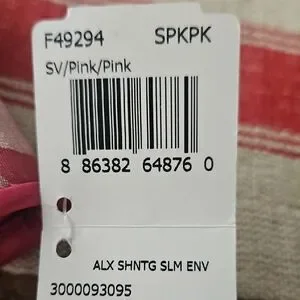 F49294 SPKPK
SV/Pink/Pink
8 86382 64876 0
ALX SHNTG SLM ENV
3000093095